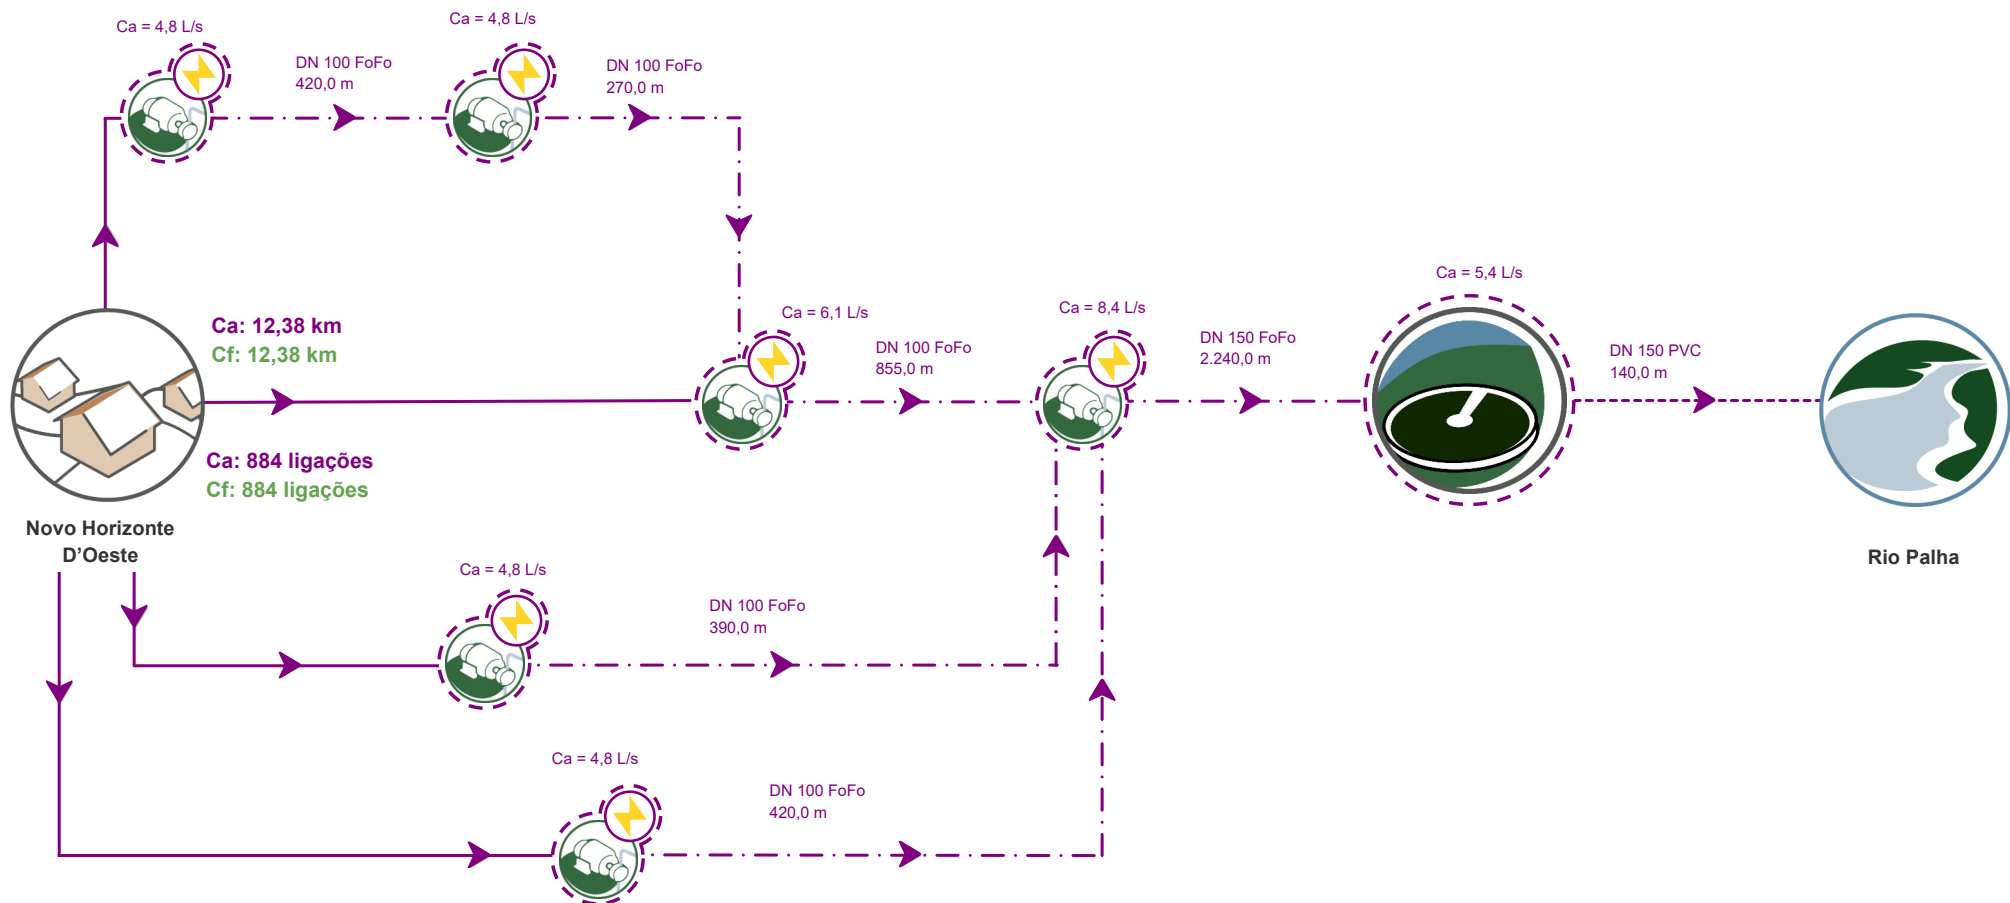 Ca = 4,8 L/s
Ca = 4,8 L/s
DN 100 FoFo
420,0 m
DN 100 FoFo
270,0 m
Ca: 12,38 km
Cf: 12,38 km
Ca: 884 ligações
Cf: 884 ligações
Novo Horizonte
D'Oeste
Ca = 6,1 L/s
DN 100 FoFo
855,0 m
Ca = 8,4 L/s
DN 150 FoFo
2.240,0 m
Ca = 5,4 L/s
DN 150 PVC
140,0 m
Rio Palha
Ca = 4,8 L/s
DN 100 FoFo
390,0 m
Ca = 4,8 L/s
DN 100 FoFo
420,0 m